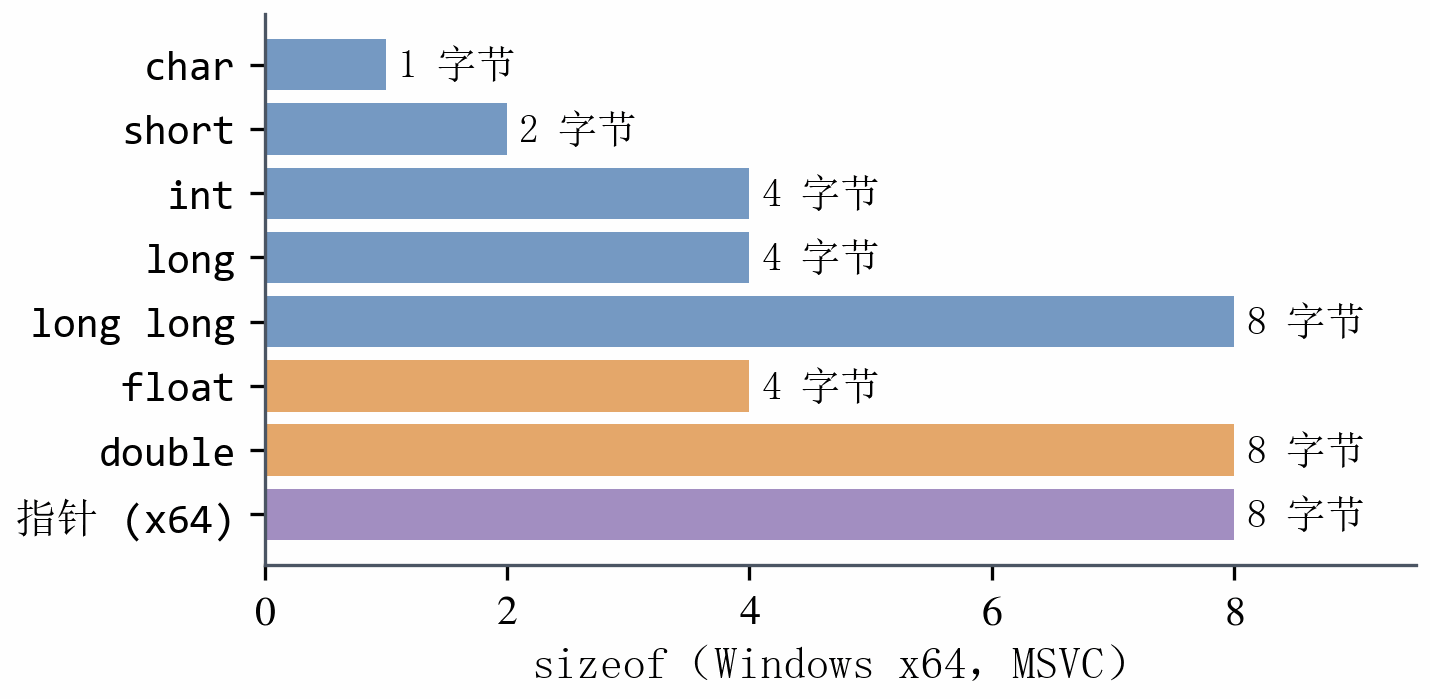 char 1 字节
short 2 字节
int 4 字节
long 4 字节
long long 8 字节
float 4 字节
double 8 字节
指针 (x64) 8 字节
0 2 4 6 8
sizeof（Windows x64，MSVC）